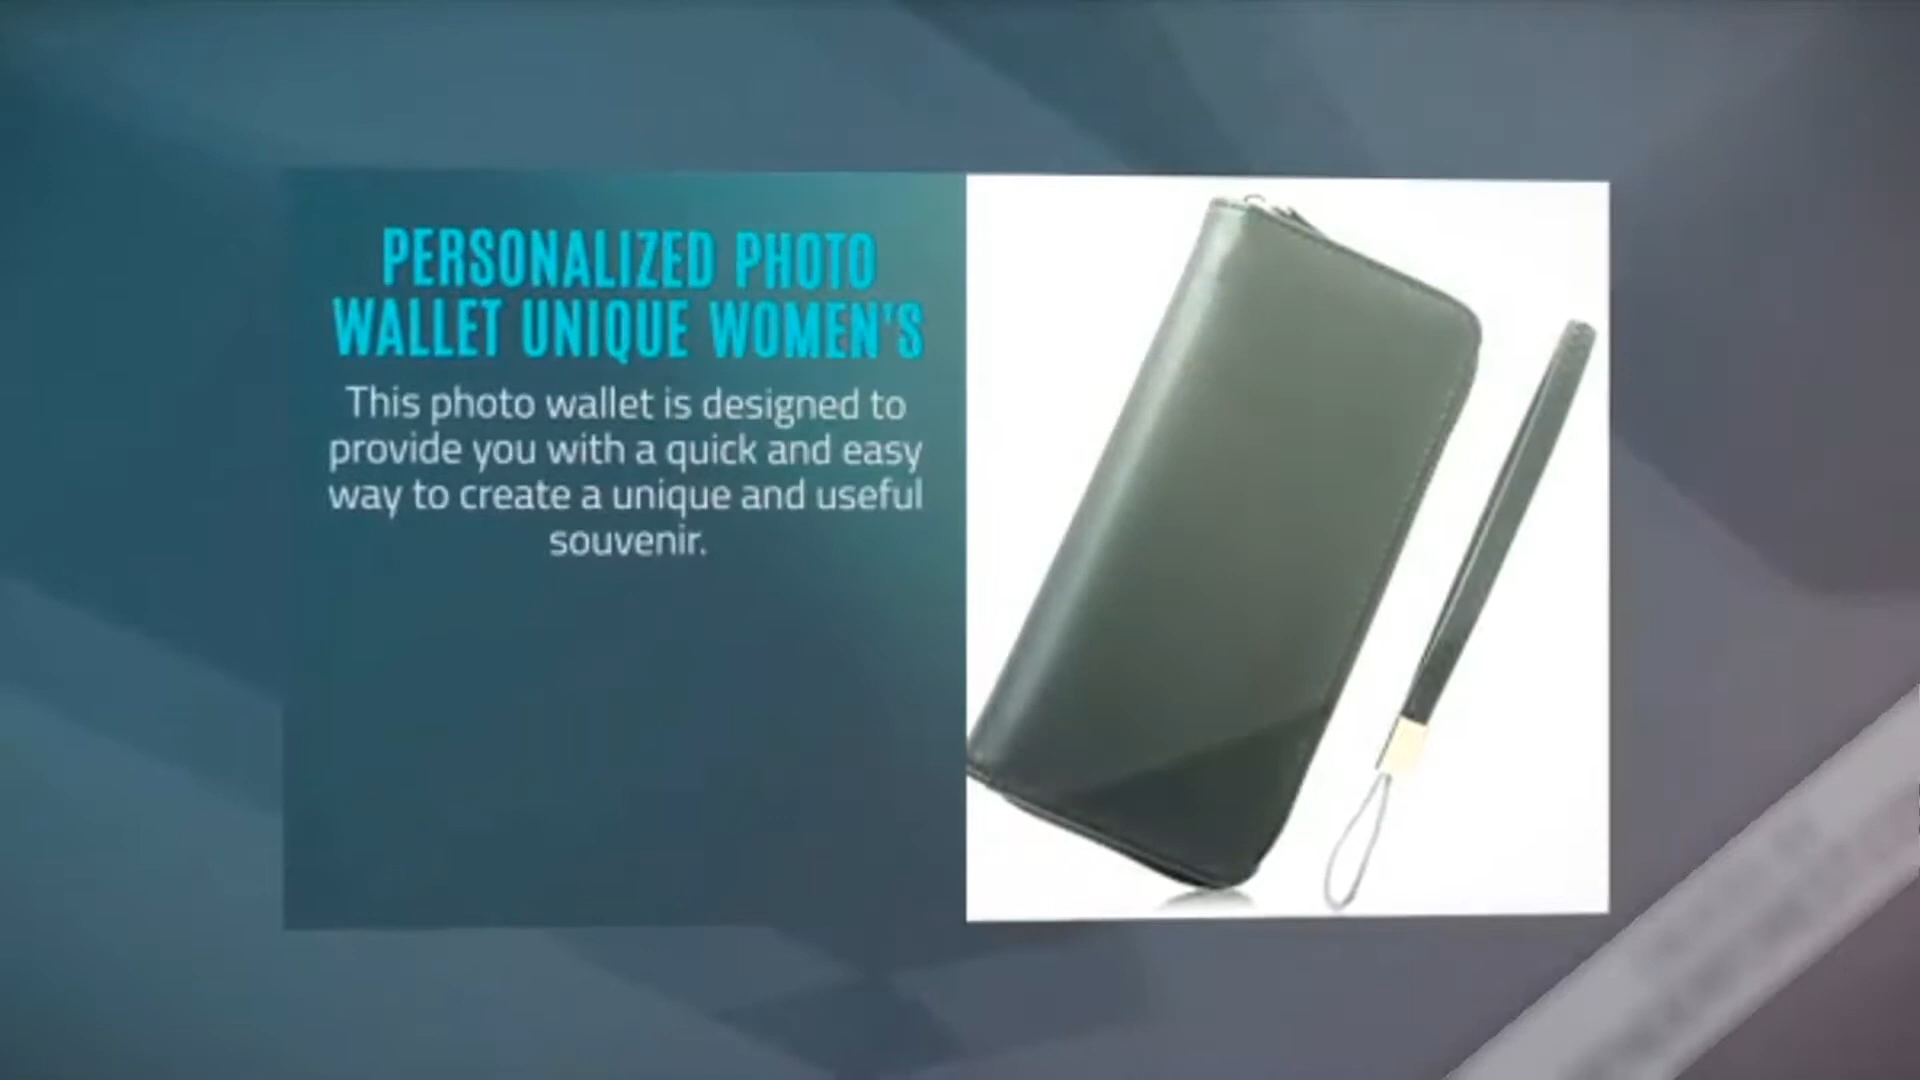 PERSONALIZED PHOTO
WALLET UNIQUE WOMEN'S
This photo wallet is designed to
provide you with a quick and easy
way to create a unique and useful
souvenir.